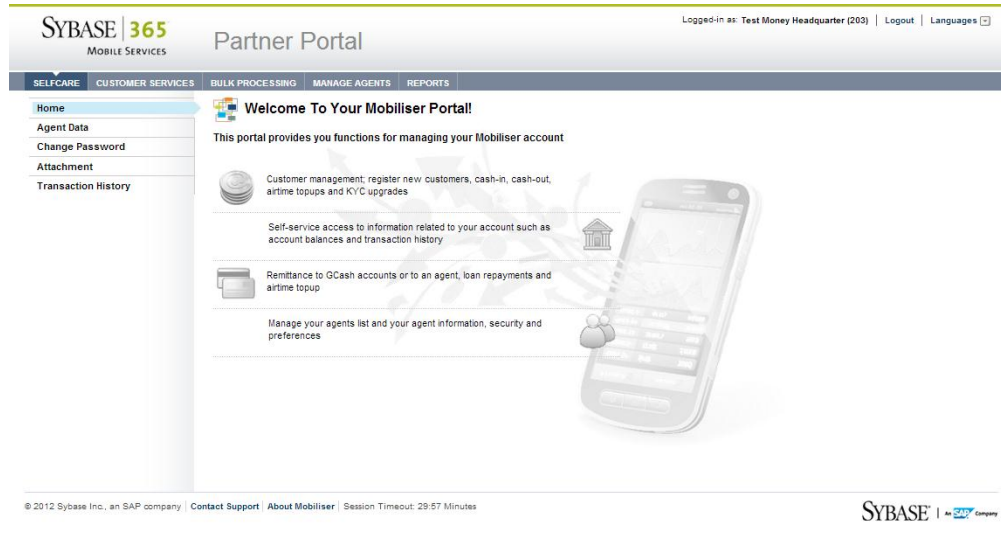 SYBASE 365
MOBILE SERVICES
Partner Portal
Logged-in as: Test Money Headquarter (203) | Logout | Languages
SELFCARE CUSTOMER SERVICES BULK PROCESSING MANAGE AGENTS REPORTS
Home
Agent Data
Change Password
Attachment
Transaction History
Welcome To Your Mobiliser Portal!
This portal provides you functions for managing your Mobiliser account
Customer management; register new customers, cash-in, cash-out,
airtime topups and KYC upgrades
Self-service access to information related to your account such as
account balances and transaction history
Remittance to GCash accounts or to an agent, loan repayments and
airtime topup
Manage your agents list and your agent information, security and
preferences
© 2012 Sybase Inc., an SAP company | Contact Support | About Mobiliser | Session Timeout: 29:57 Minutes
SYBASE | An SAP Company